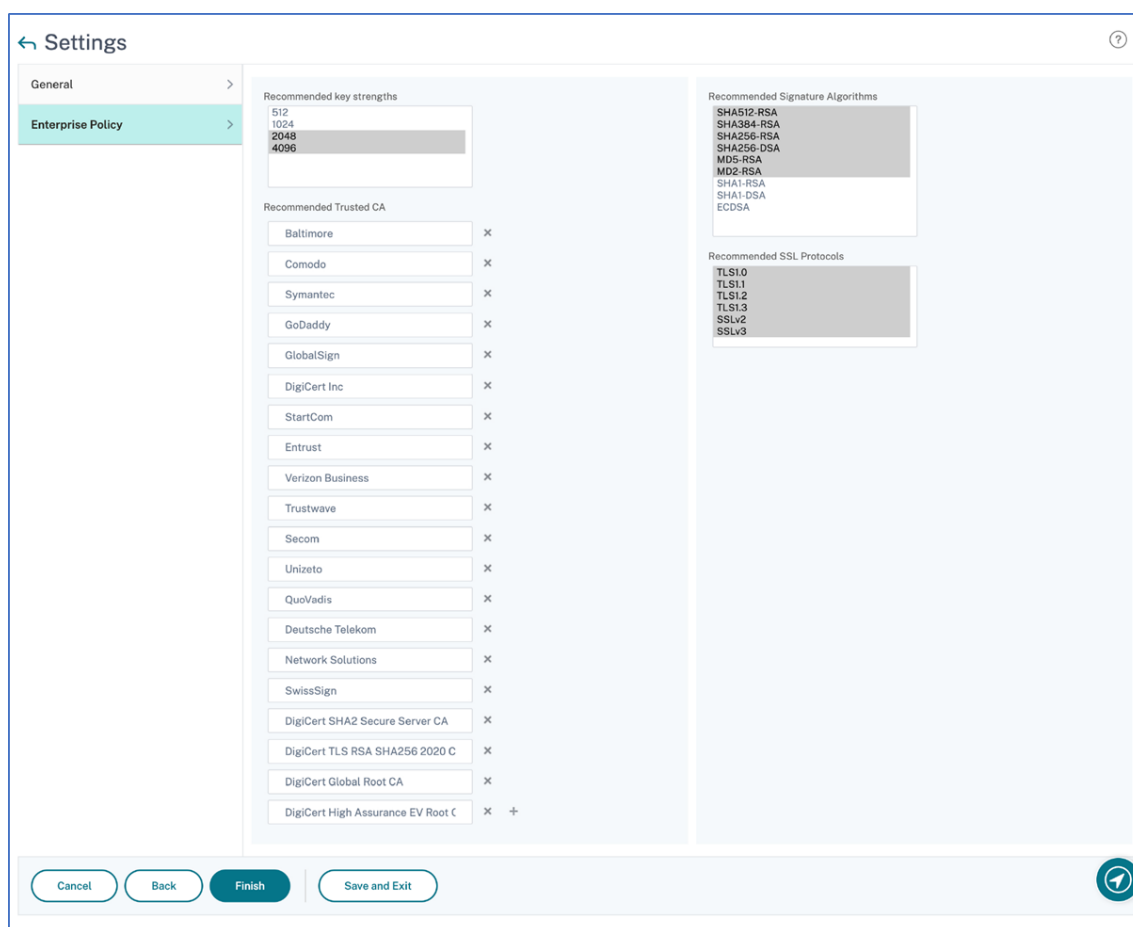 Settings
General
Enterprise Policy
Recommended key strengths
512
1024
2048
4096
Recommended Trusted CA
Baltimore
Comodo
Symantec
GoDaddy
GlobalSign
DigiCert Inc
StartCom
Entrust
Verizon Business
Trustwave
Secom
Unizeto
QuoVadis
Deutsche Telekom
Network Solutions
SwissSign
DigiCert SHA2 Secure Server CA
DigiCert TLS RSA SHA256 2020 C
DigiCert Global Root CA
DigiCert High Assurance EV Root C
Recommended Signature Algorithms
SHA512-RSA
SHA384-RSA
SHA256-RSA
SHA256-DSA
MD5-RSA
MD2-RSA
SHA1-RSA
SHA1-DSA
ECDSA
Recommended SSL Protocols
TLS1.0
TLS1.1
TLS1.2
TLS1.3
SSLv2
SSLv3
Cancel Back Finish Save and Exit